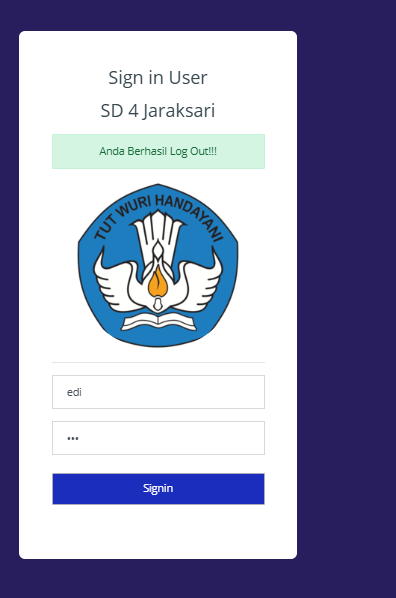 Sign in User
SD 4 Jaraksari
Anda Berhasil Log Out!!!
TUT WURI HANDAYANI
edi
•••
Signin